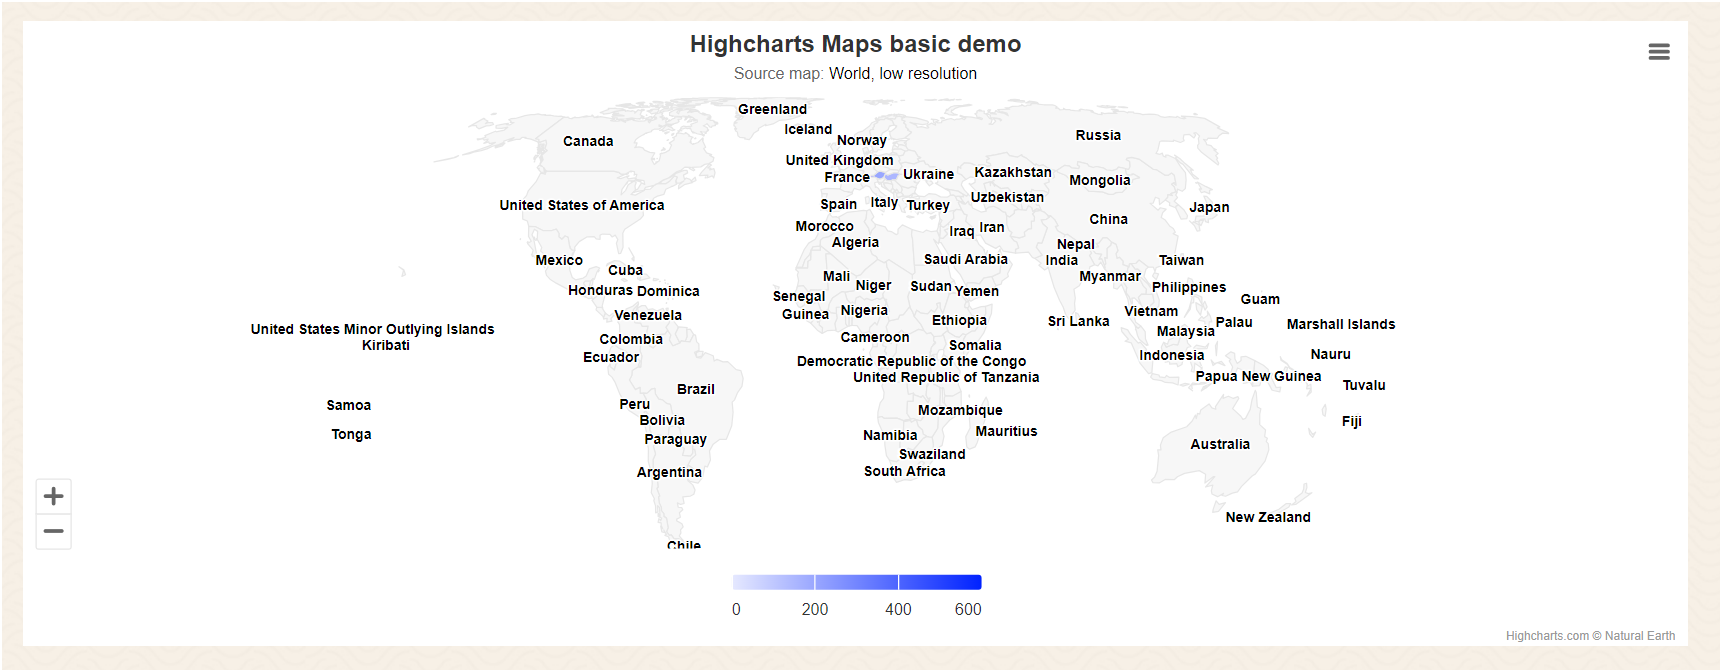 Highcharts Maps basic demo
Source map: World, low resolution
Greenland
Iceland
Canada
Norway
Russia
United Kingdom
France
Ukraine
Kazakhstan
Mongolia
United States of America
Spain
Italy
Turkey
Uzbekistan
Japan
Morocco
Algeria
Iraq
Iran
China
Nepal
Mexico
Cuba
Saudi Arabia
India
Taiwan
Mali
Myanmar
Honduras
Dominica
Senegal
Niger
Sudan
Yemen
Philippines
Guam
Venezuela
Guinea
Nigeria
Ethiopia
Sri Lanka
Vietnam
Palau
Marshall Islands
United States Minor Outlying Islands
Kiribati
Colombia
Ecuador
Cameroon
Somalia
Malaysia
Indonesia
Nauru
Democratic Republic of the Congo
United Republic of Tanzania
Papua New Guinea
Tuvalu
Brazil
Samoa
Peru
Mozambique
Bolivia
Fiji
Tonga
Paraguay
Namibia
Mauritius
Australia
Swaziland
Argentina
South Africa
New Zealand
Chile
0 200 400 600
Highcharts.com © Natural Earth